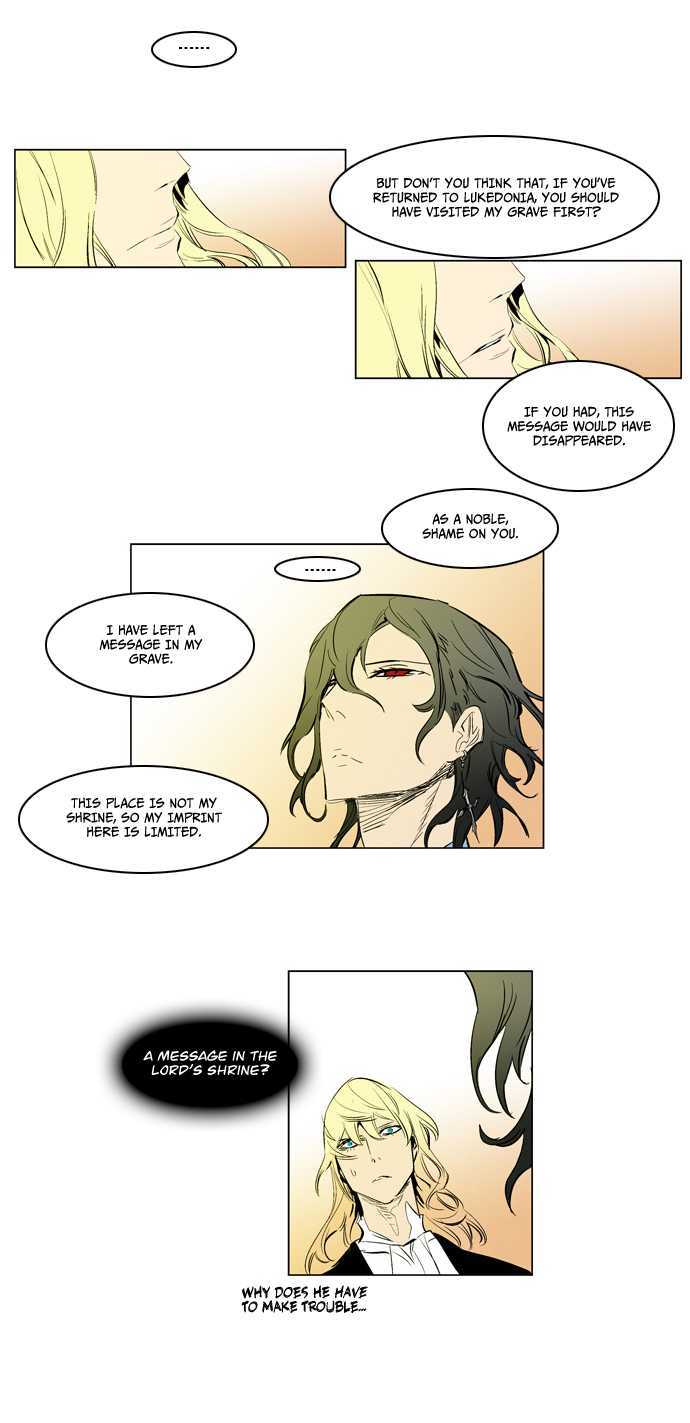 ......
BUT DON'T YOU THINK THAT, IF YOU'VE
RETURNED TO LUKEDONIA, YOU SHOULD
HAVE VISITED MY GRAVE FIRST?
IF YOU HAD, THIS
MESSAGE WOULD HAVE
DISAPPEARED.
AS A NOBLE,
SHAME ON YOU.
......
I HAVE LEFT A
MESSAGE IN MY
GRAVE.
THIS PLACE IS NOT MY
SHRINE, SO MY IMPRINT
HERE IS LIMITED.
A MESSAGE IN THE
LORD'S SHRINE?
WHY DOES HE HAVE
TO MAKE TROUBLE...